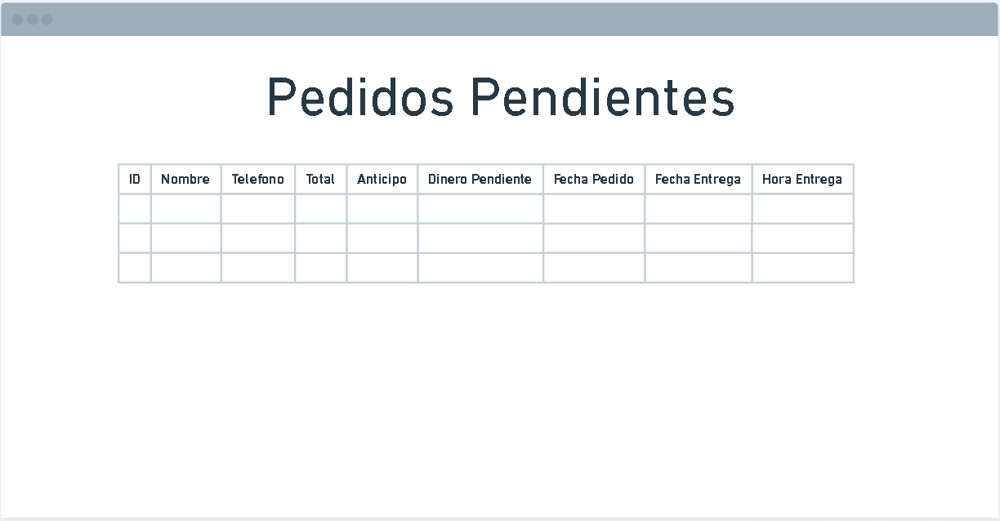 Pedidos Pendientes
ID Nombre Telefono Total Anticipo Dinero Pendiente Fecha Pedido Fecha Entrega Hora Entrega